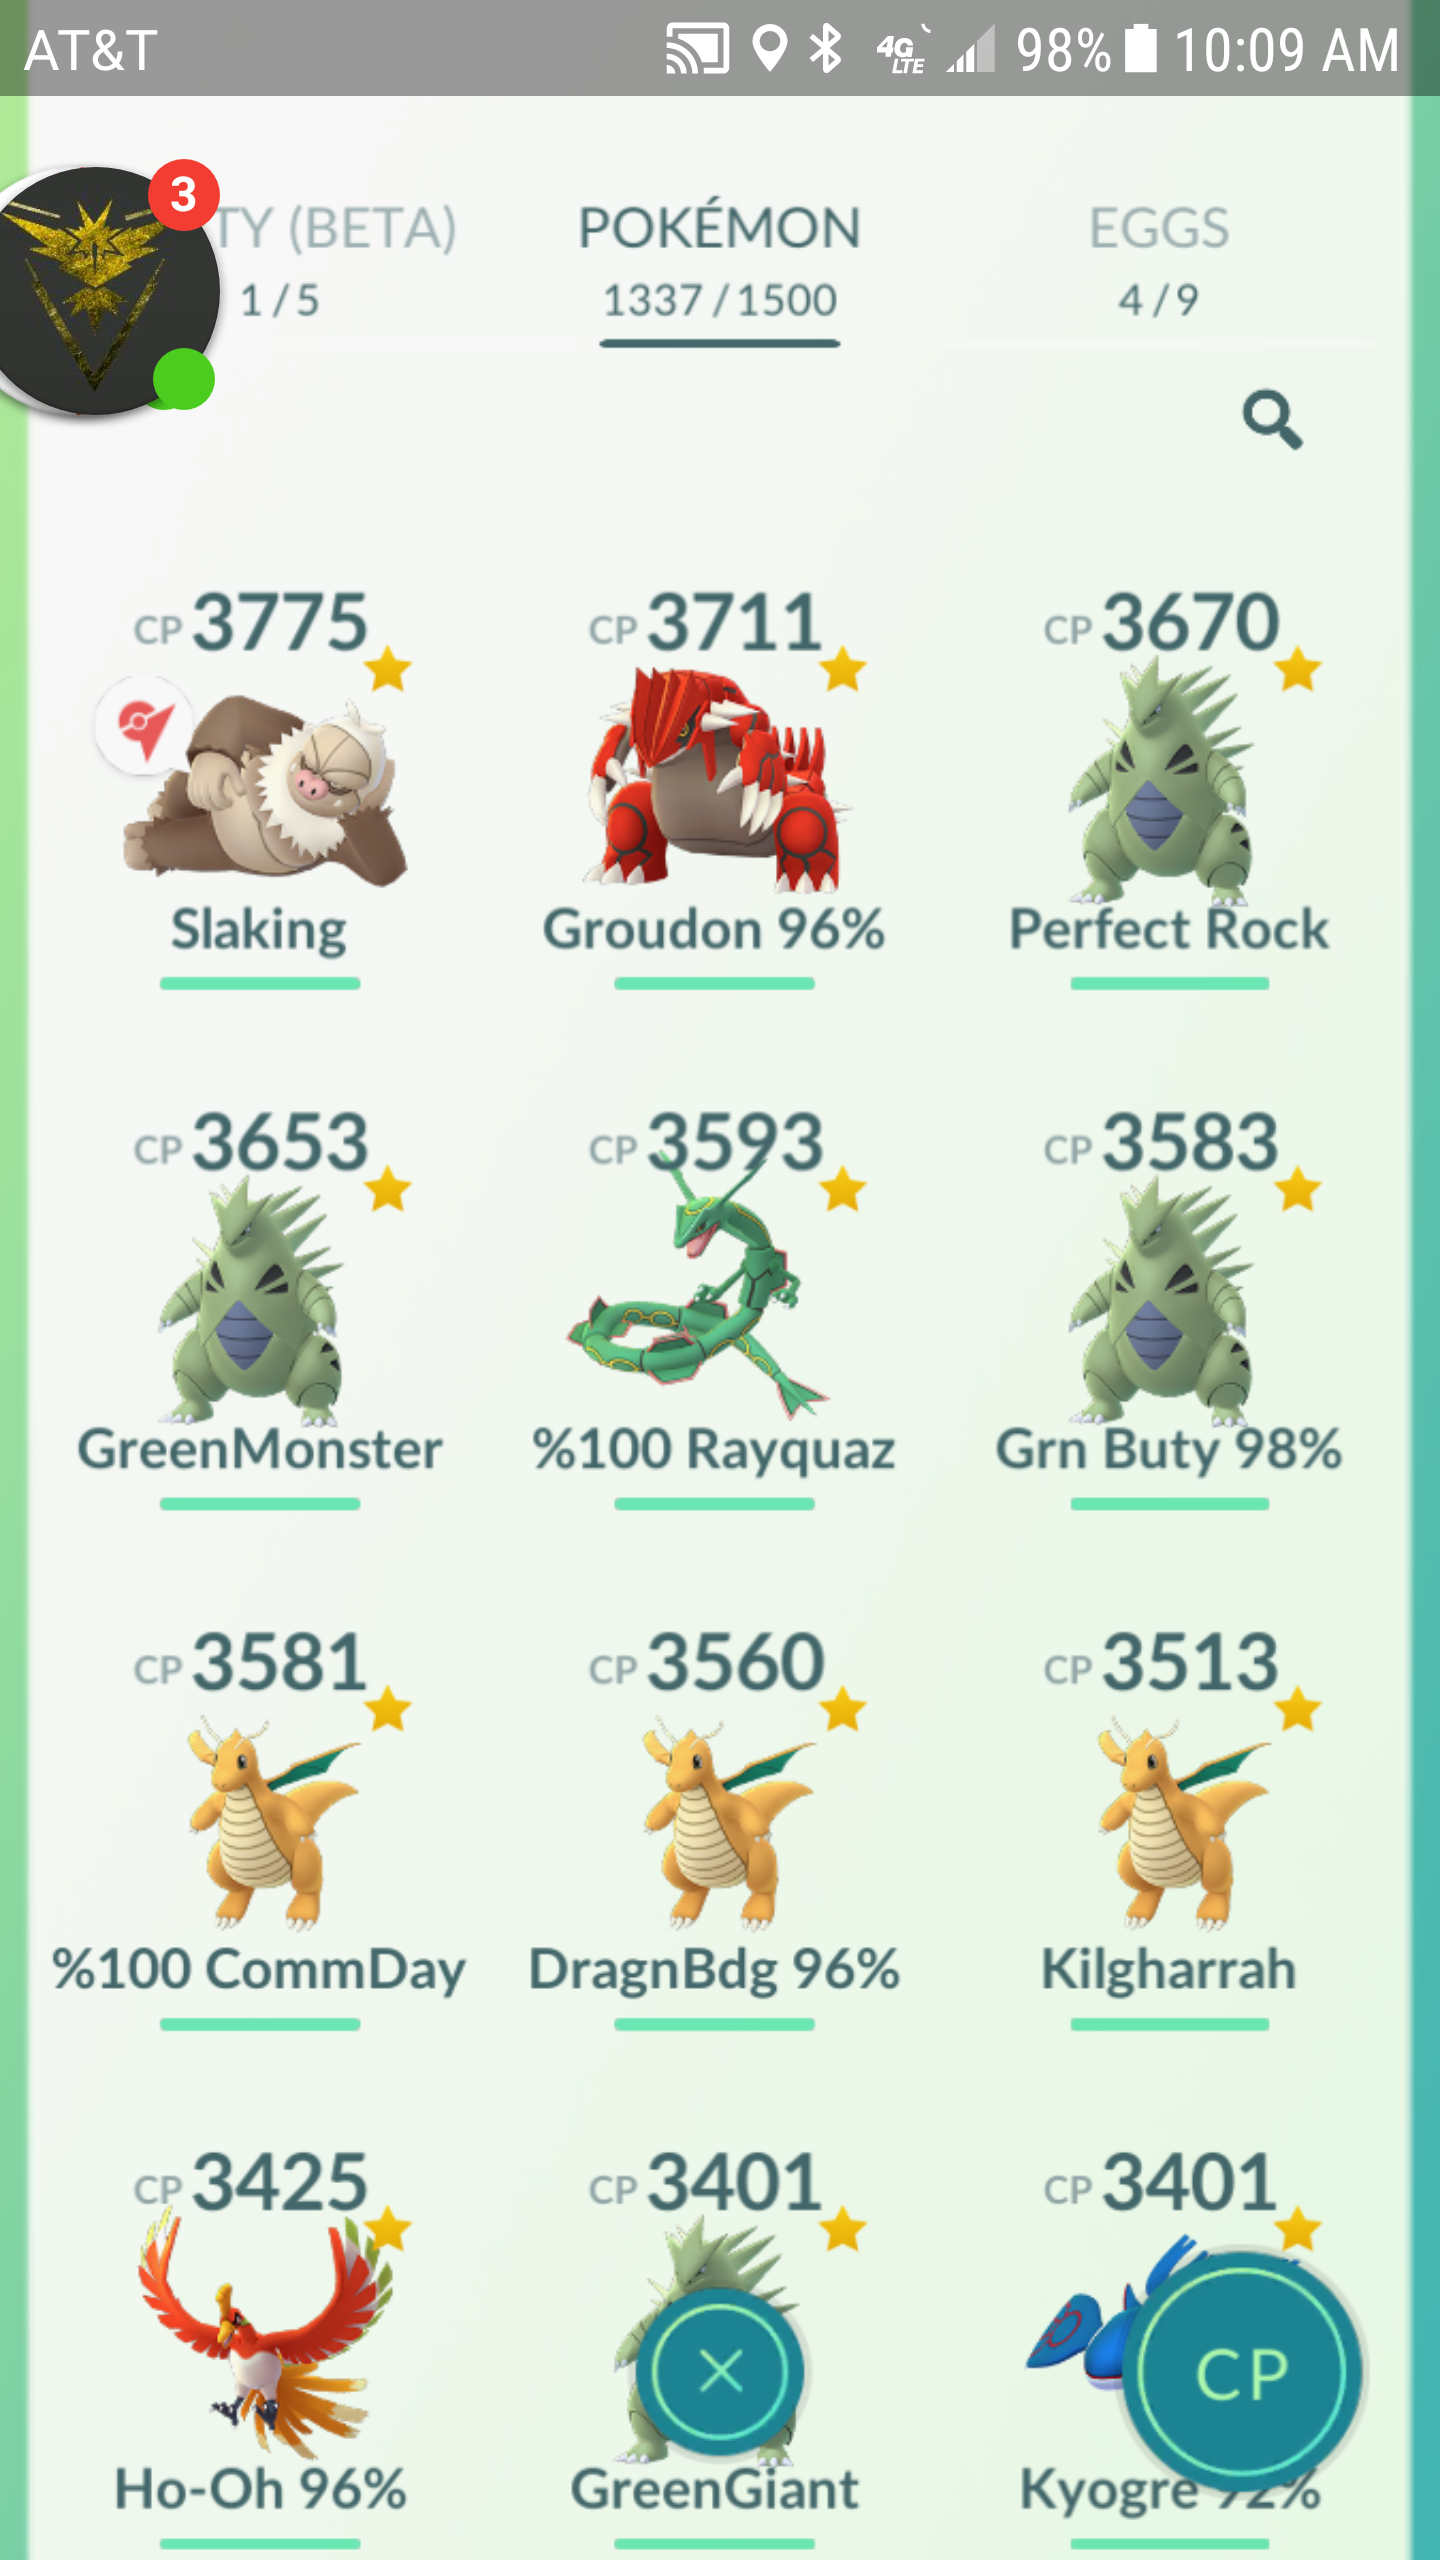 AT&T 4G LTE 98% 10:09 AM
3
TY (BETA) POKÉMON EGGS
1/5 1337/1500 4/9
CP 3775 CP 3711 CP 3670
Slaking Groudon 96% Perfect Rock
CP 3653 CP 3593 CP 3583
GreenMonster %100 Rayquaz Grn Buty 98%
CP 3581 CP 3560 CP 3513
%100 CommDay DragnBdg 96% Kilgharrah
CP 3425 CP 3401 CP 3401
CP
Ho-Oh 96% GreenGiant Kyogre 92%